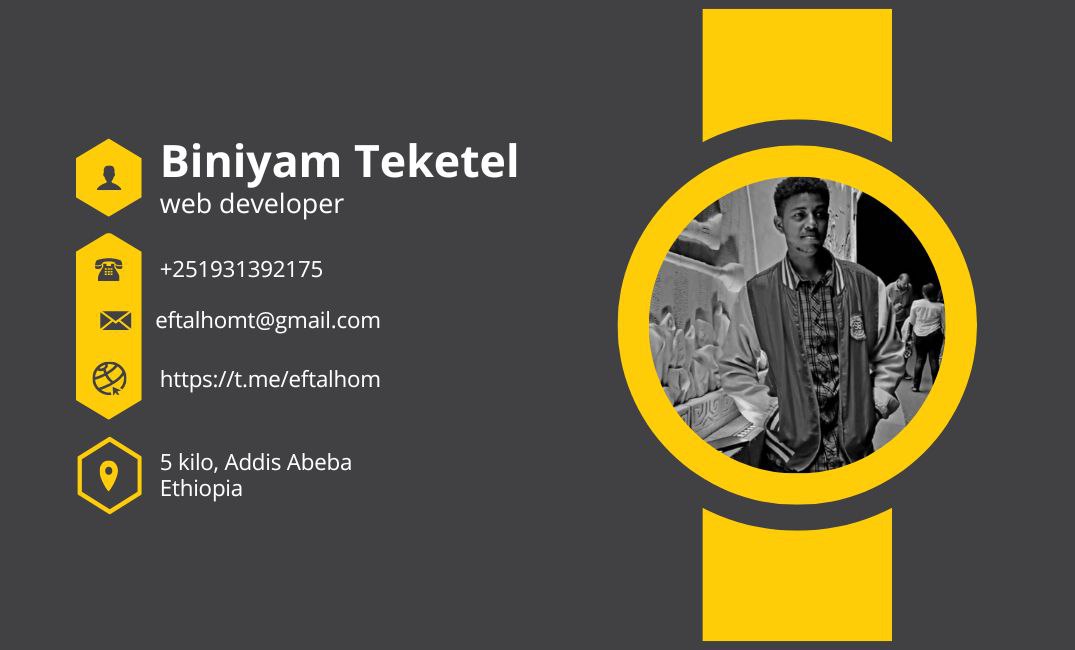 Biniyam Teketel
web developer
+251931392175
eftalhomt@gmail.com
https://t.me/eftalhom
5 kilo, Addis Abeba
Ethiopia